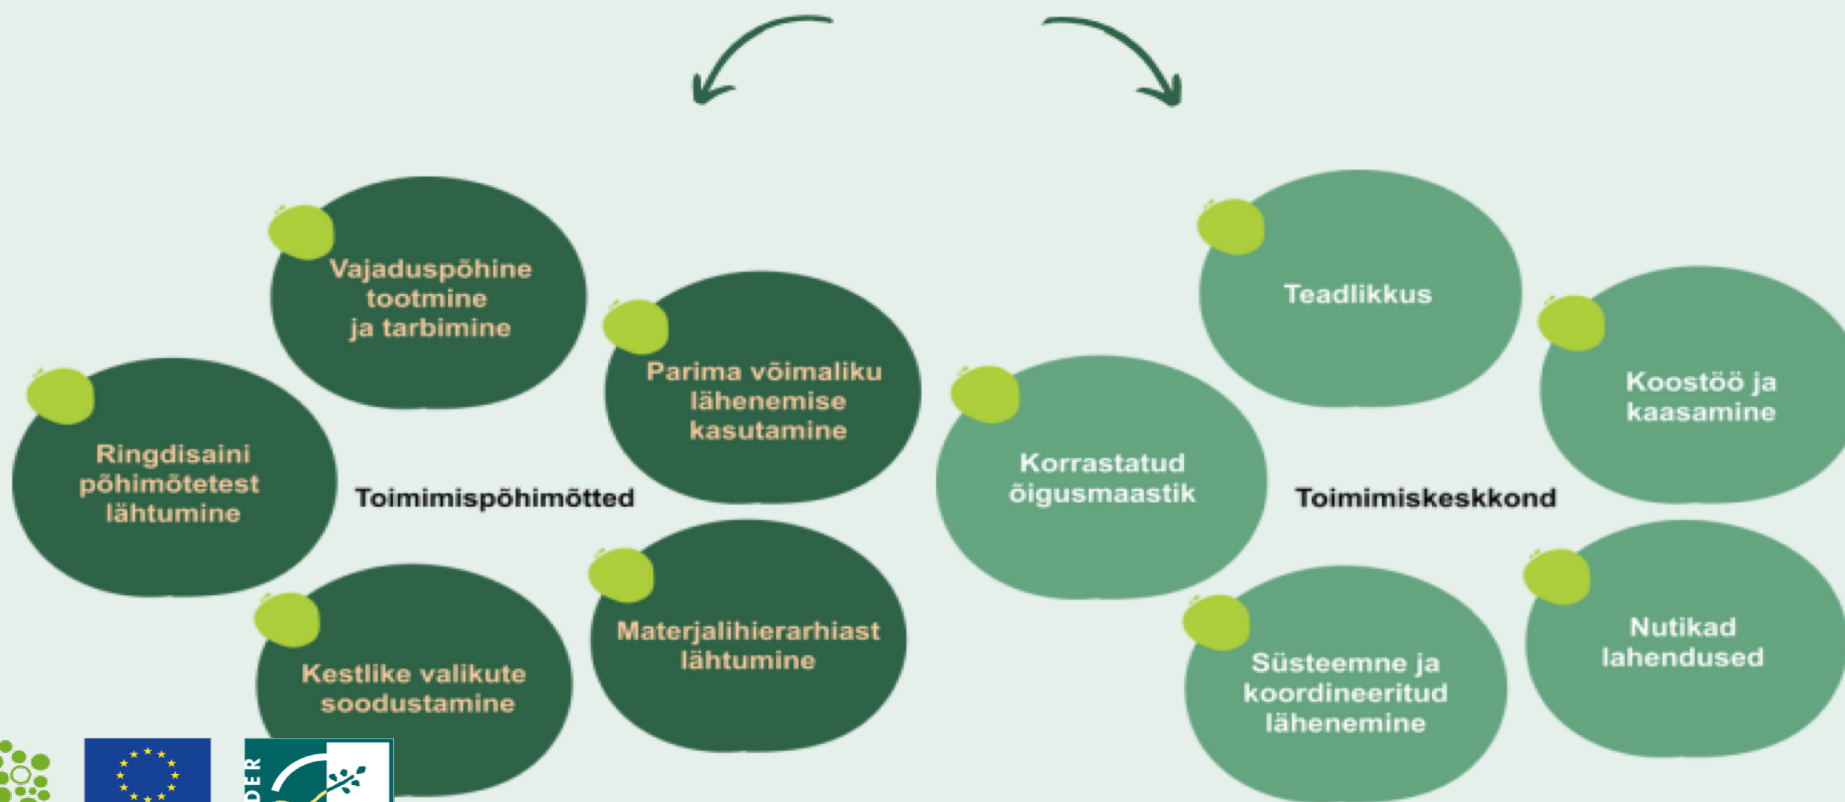 Vajaduspõhine
tootmine
ja tarbimine
Parima võimaliku
lähenemise
kasutamine
Ringdisaini
põhimõtetest
lähtumine
Toimimispõhimõtted
Materjalihierarhiast
lähtumine
Kestlike valikute
soodustamine
Teadlikkus
Koostöö ja
kaasamine
Korrastatud
õigusmaastik
Toimimiskeskkond
Nutikad
lahendused
Süsteemne ja
koordineeritud
lähenemine
DER